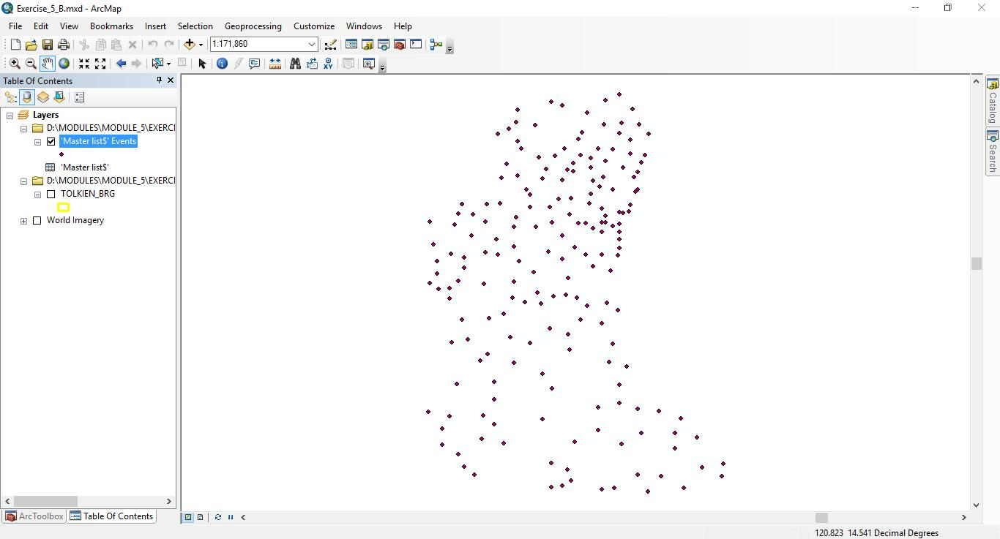 Exercise_5_B.mxd - ArcMap
File Edit View Bookmarks Insert Selection Geoprocessing Customize Windows Help
1:171,860
XY
Table Of Contents
Layers
D:\MODULES\MODULE_5\EXERCI
'Master list$' Events
'Master list$'
D:\MODULES\MODULE_5\EXERCI
TOLKIEN_BRG
World Imagery
Catalog
Search
ArcToolbox Table Of Contents
120.823 14.541 Decimal Degrees